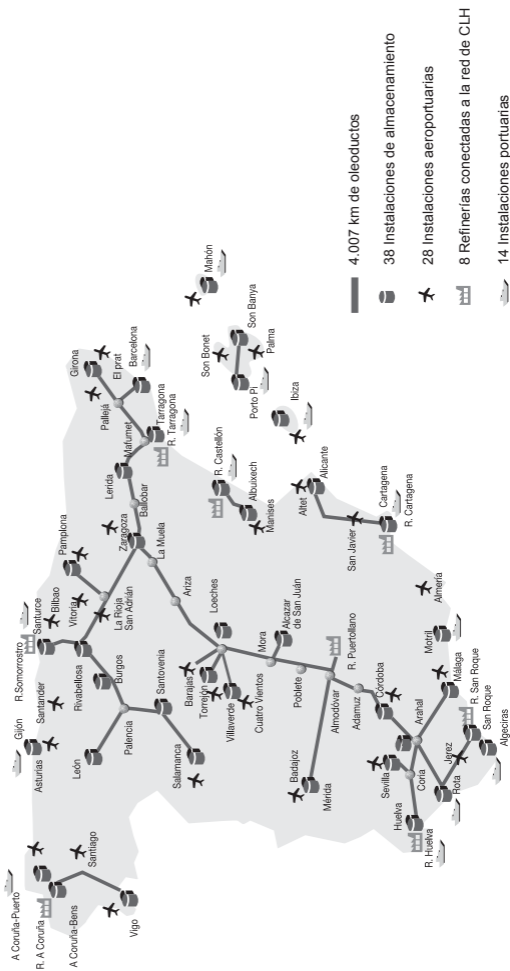 A Coruña-Puerto
R. A Coruña
A Coruña-Bens
Santiago
Vigo
Gijón
Asturias
Santander
R.Somorrostro
Santurce
Bilbao
Vitoria
Pamplona
León
Rivabellosa
Burgos
La Rioja
San Adrián
Palencia
Santovenia
Salamanca
Zaragoza
La Muela
Ballobar
Ariza
Lerida
Mafumet
Pallejá
Girona
El prat
Barcelona
Tarragona
R. Tarragona
Mahón
Son Bonet
Son Banya
Porto Pi
Palma
Ibiza
R. Castellón
Albuixech
Manises
Barajas
Torrejón
Villaverde
Cuatro Vientos
Loeches
Mora
Alcazar
de San Juán
Poblete
Almodóvar
R. Puertollano
Badajoz
Mérida
Adamuz
Córdoba
Altet
Alicante
San Javier
Cartagena
R. Cartagena
Almería
Motril
Málaga
Sevilla
Arahal
Coria
Huelva
R. Huelva
Rota
Jerez
R. San Roque
San Roque
Algeciras
4.007 km de oleoductos
38 Instalaciones de almacenamiento
28 Instalaciones aeroportuarias
8 Refinerías conectadas a la red de CLH
14 Instalaciones portuarias